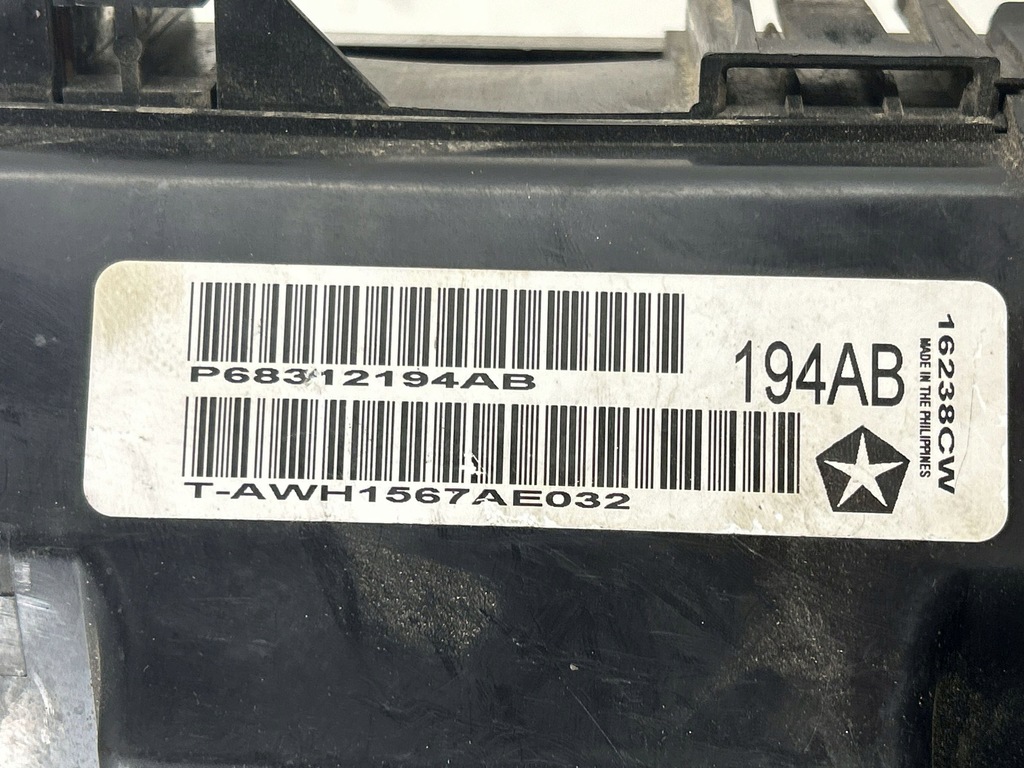 P68312194AB
194AB
T-AWH1567AE032
16238CW
MADE IN THE PHILIPPINES